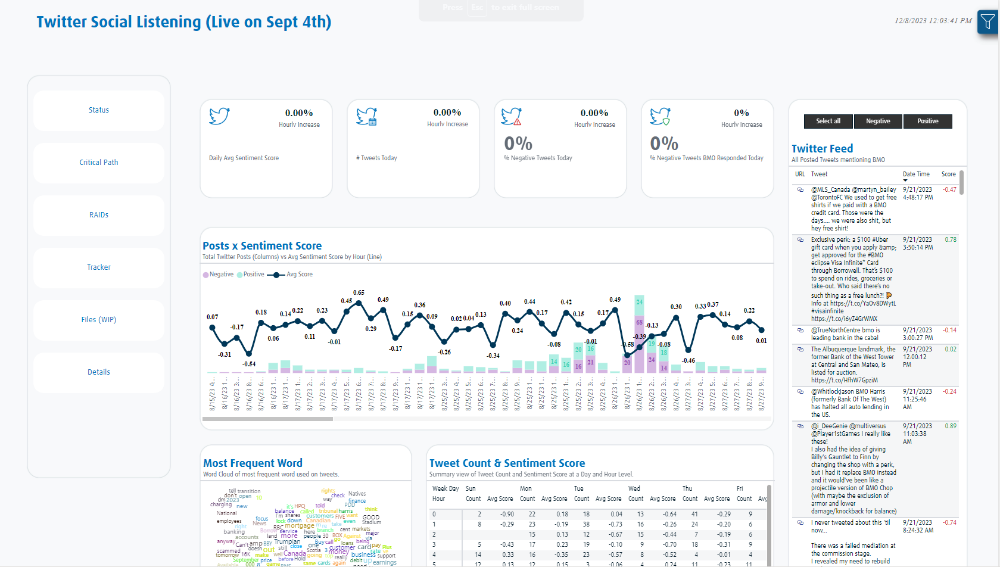 Press Esc to exit full screen
Twitter Social Listening (Live on Sept 4th)
12/8/2023 12:03:41 PM
Status
Critical Path
RAIDs
Tracker
Files (WIP)
Details
0.00%
Hourly Increase
Daily Avg Sentiment Score
0.00%
Hourly Increase
# Tweets Today
0.00%
Hourly Increase
0%
% Negative Tweets Today
0%
Hourly Increase
0%
% Negative Tweets BMO Responded Today
Posts x Sentiment Score
Total Twitter Posts (Columns) vs Avg Sentiment Score by Hour (Line)
Negative Positive Avg Score
0.07 -0.31 -0.17 -0.54 0.18 0.06 0.14 0.22 0.11 0.23 -0.01 0.45 0.65 0.29 0.49 -0.17 0.15 0.36 0.09 -0.26 0.02 0.04 0.13 -0.34 0.40 0.24 0.44 0.17 -0.08 0.42 0.15 -0.01 0.17 0.49 -0.58 -0.39 -0.13 -0.08 0.30 -0.46 0.33 0.37 0.14 0.08 0.22 0.01
14 16 20 16 16 21 20 24 68 19 24 18 14
8/15/23 4:... 8/16/23 1... 8/16/23 3:... 8/16/23 8:... 8/16/23 6:... 8/16/23 1... 8/17/23 1... 8/17/23 1:... 8/17/23 2:... 8/17/23 3:... 8/17/23 4:... 8/17/23 5:... 8/17/23 6:... 8/17/23 7:... 8/17/23 8:... 8/17/23 9:... 8/17/23 1... 8/17/23 1... 8/17/23 1... 8/25/23 3:... 8/25/23 4:... 8/25/23 5:... 8/25/23 6:... 8/25/23 7:... 8/25/23 8:... 8/25/23 9:... 8/25/23 1... 8/25/23 1... 8/25/23 1... 8/25/23 1:... 8/25/23 2:... 8/25/23 3:... 8/25/23 4:... 8/26/23 1... 8/26/23 1... 8/26/23 1:... 8/26/23 2:... 8/26/23 3:... 8/26/23 4:... 8/27/23 3:... 8/27/23 4:... 8/27/23 5:... 8/27/23 6:... 8/27/23 7:... 8/27/23 8:... 8/27/23 9:...
Most Frequent Word
Word Cloud of most frequent word used on tweets.
tell transition rights
don't open 10 check Natives
dm 2023 way finance
charging new it's HPQ told PDD
National balance called tribunal harris think
employees focus I'm shares customers FIVE want GOOD
News lock down Canadian even Stadium
right RBC mortgage re take
banking Borrow service here branch cent markets
accounts land more people 30 BOX Against major
anyway Can't amp BBY Trumpian Buy call loans being via
scammed doesn out still close one 3 customer card pay Plus
tomorrow 16K make well Canada Scotia going money business rate ve
September price before Hold really support
Available 000 8 game BNS same cards again debit up earnings
Tweet Count & Sentiment Score
Summary view of Tweet Count and Sentiment Score at a Day and Hour Level.
Week Day Sun Mon Tue Wed Thu Fri
Hour Count Avg Score Count Avg Score Count Avg Score Count Avg Score Count Avg Score Count Avg
0 2 -0.90 22 0.18 18 0.04 13 -0.64 41 -0.29 9
1 8 -0.29 23 -0.19 38 -0.73 16 -0.26 24 -0.20 6
2 15 0.13 12 -0.67 15 -0.44 7 -0.19 6
3 5 -0.43 17 0.23 19 -0.10 9 -0.70 18 -0.31 9
4 14 0.33 16 -0.35 23 -0.57 8 -0.52 4 -0.01 4
5 12 0.13 12 0.15 3 -0.06 4 0.24 11 -0.23 11
Select all Negative Positive
Twitter Feed
All Posted Tweets mentioning BMO
URL Tweet Date Time Score
@MLS_Canada @martyn_bailey 9/21/2023 -0.47
@TorontoFC We used to get free 4:48:17 PM
shirts if we paid with a BMO
credit card. Those were the
days.... we were also shit, but
hey free shirt!
Exclusive perk: a $100 #Uber 9/21/2023 0.78
gift card when you apply &amp; 3:50:14 PM
get approved for the #BMO
eclipse Visa Infinite* Card
through Borrowell. That's $100
to spend on rides, groceries or
take-out. Who said there's no
such thing as a free lunch?! 🍕
Info at https://t.co/YaOv8DWytL
#visainfinite
https://t.co/i6yZ4GrWMX
@TrueNorthCentre bmo is 9/21/2023 -0.14
leading bank in the cabal 3:00:27 PM
The Albuquerque landmark, the 9/21/2023 0.02
former Bank of the West Tower 12:00:12
at Central and San Mateo, is PM
listed for auction.
https://t.co/HfhW7GpziM
@WhitlockJason BMO Harris 9/21/2023 -0.24
(formerly Bank Of The West) 11:25:46
has halted all auto lending in AM
the US.
@i_DeeGenie @multiversus 9/21/2023 0.89
@Player1stGames I really like 11:03:38
these! AM
I also had the idea of giving
Billy's Gauntlet to Finn by
changing the shop with a perk,
but I had it replace BMO instead
and it would've been like a
projectile version of BMO Chop
(with maybe the exclusion of
armor and lower
damage/knockback for balance)
I never tweeted about this 'til 9/21/2023 -0.74
now... 8:24:32 AM
There was a failed mediation at
the commission stage.
I revealed my need to rebuild